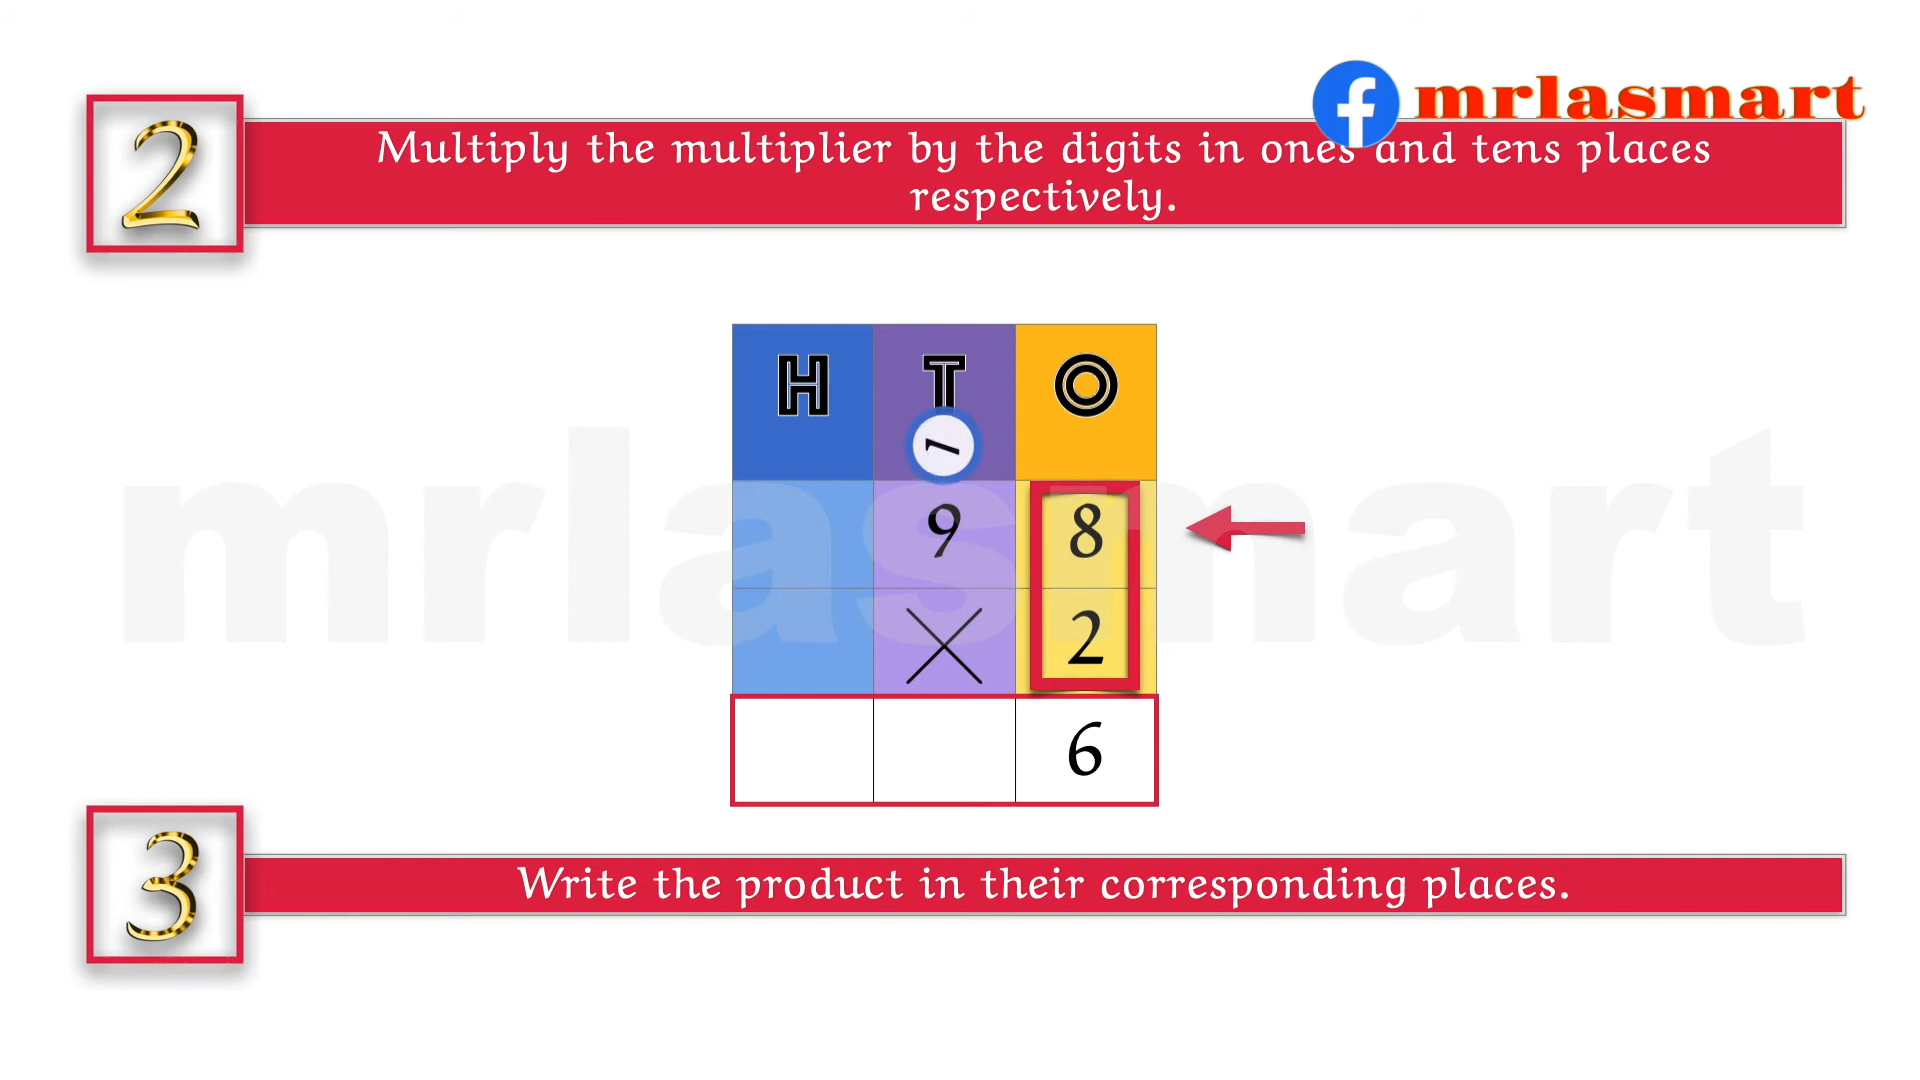 mrlasmart
2
Multiply the multiplier by the digits in ones and tens places
respectively.
H T O
1
9 8
× 2
6
mrlasmart
3
Write the product in their corresponding places.